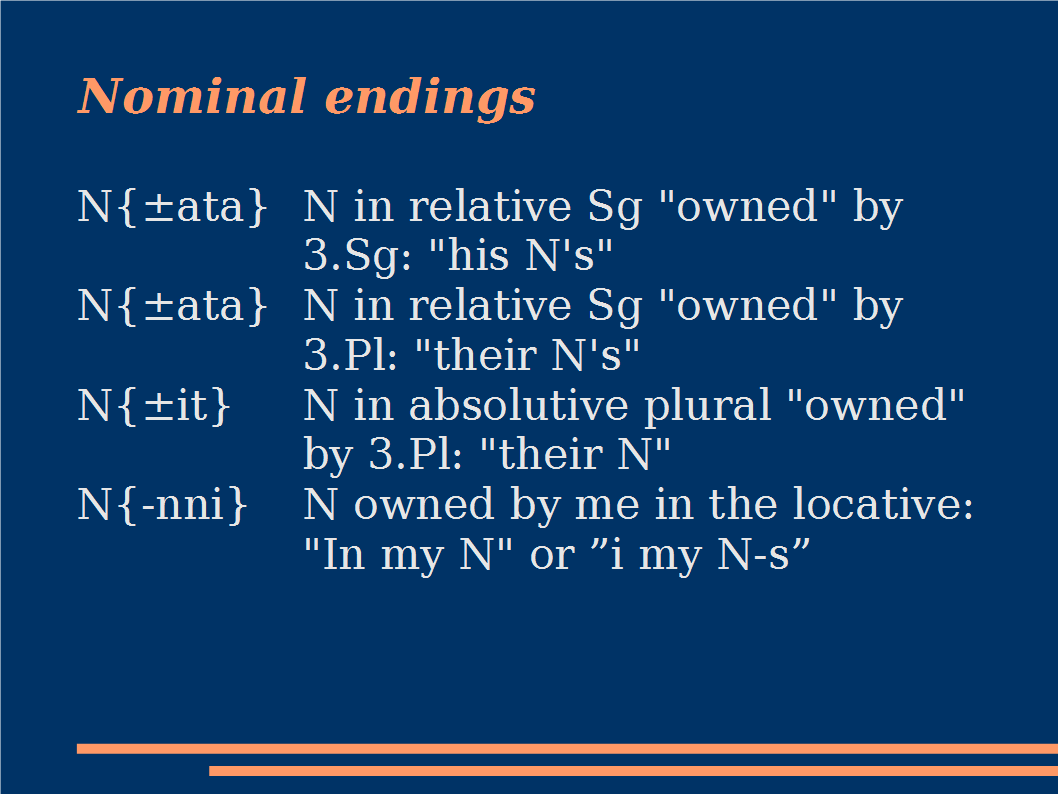 Nominal endings
N{±ata} N in relative Sg "owned" by
3.Sg: "his N's"
N{±ata} N in relative Sg "owned" by
3.Pl: "their N's"
N{±it} N in absolutive plural "owned"
by 3.Pl: "their N"
N{-nni} N owned by me in the locative:
"In my N" or ”i my N-s”